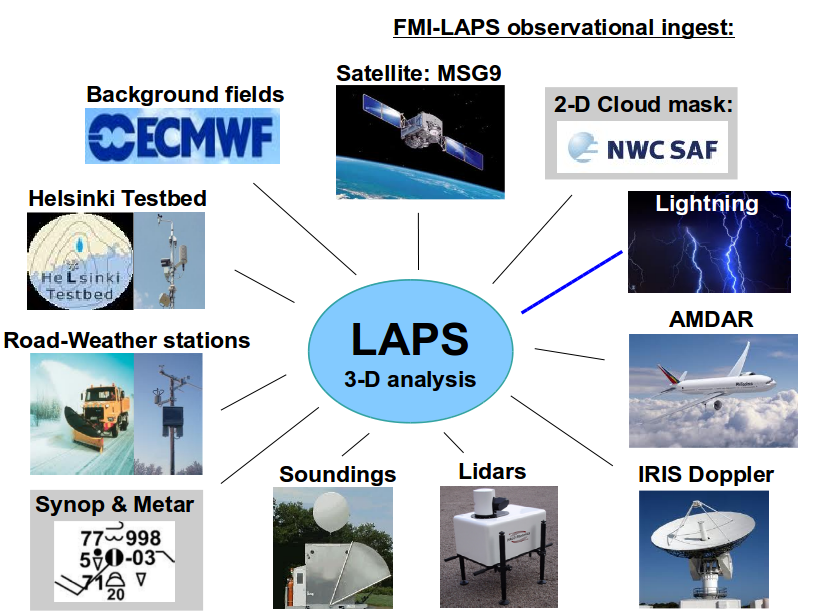 FMI-LAPS observational ingest:
Satellite: MSG9
Background fields
ECMWF
2-D Cloud mask:
NWC SAF
Helsinki Testbed
HeLsinki
Testbed
Lightning
LAPS
3-D analysis
AMDAR
Road-Weather stations
Synop & Metar
77 998
5 -03
71
20
Soundings
Lidars
IRIS Doppler